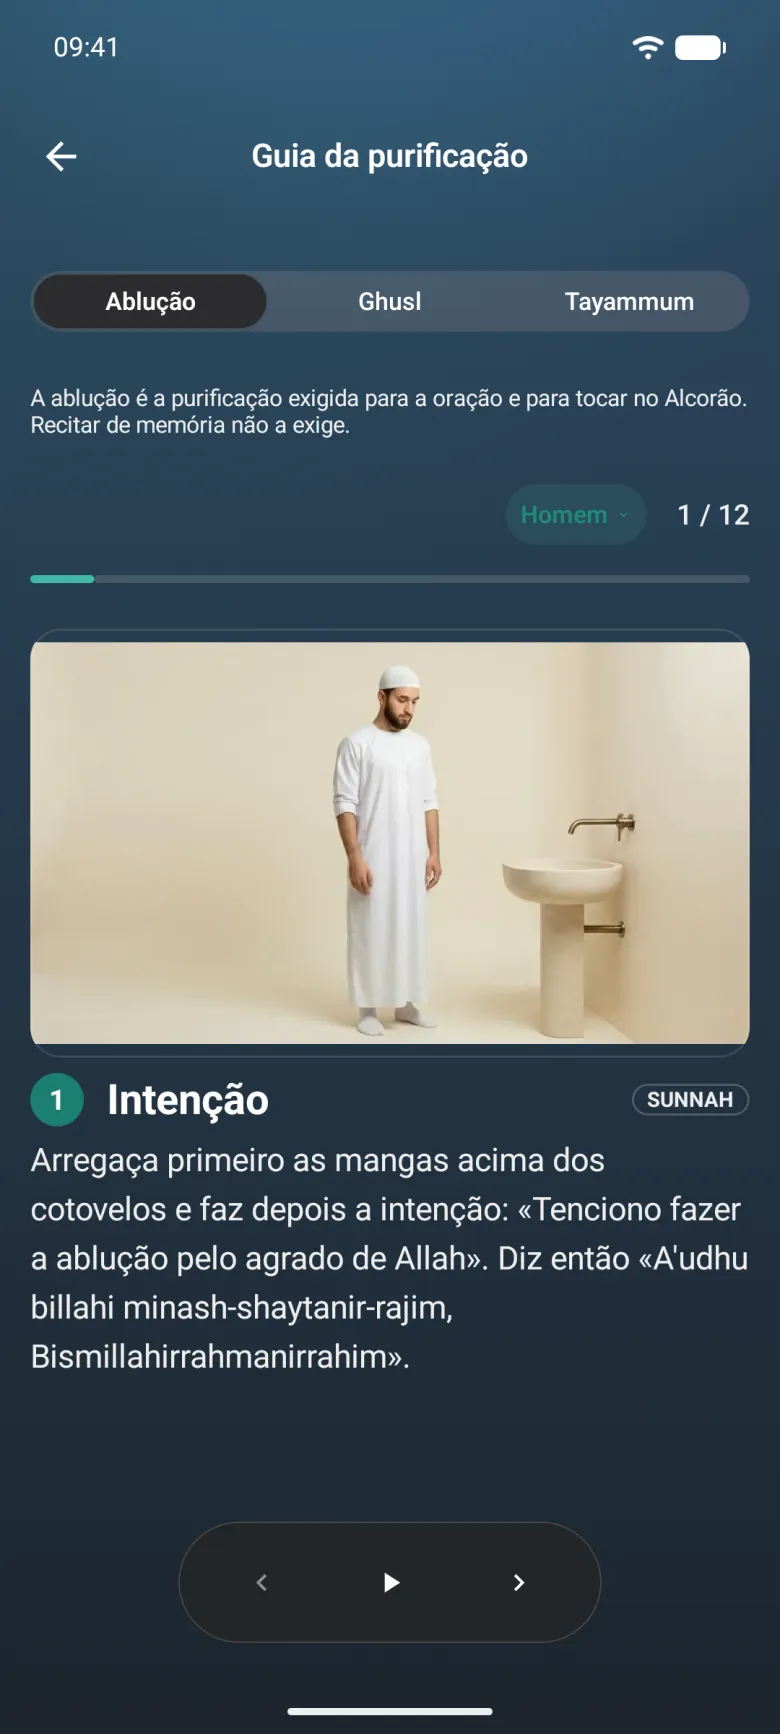 09:41
Guia da purificação
Ablução
Ghusl
Tayammum
A ablução é a purificação exigida para a oração e para tocar no Alcorão.
Recitar de memória não a exige.
Homem
1 / 12
1
Intenção
SUNNAH
Arregaça primeiro as mangas acima dos
cotovelos e faz depois a intenção: «Tenciono fazer
a ablução pelo agrado de Allah». Diz então «A'udhu
billahi minash-shaytanir-rajim,
Bismillahirrahmanirrahim».